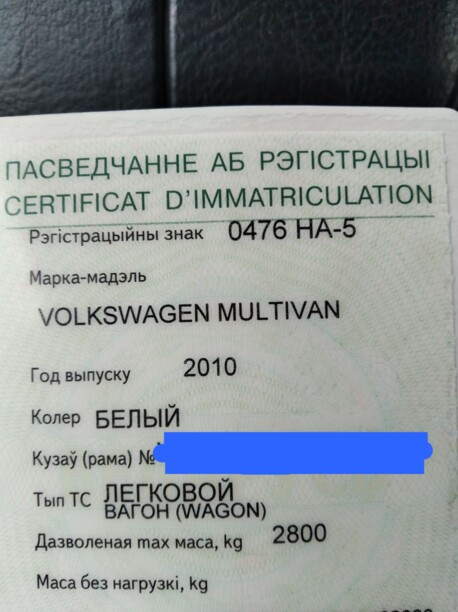 ПАСВЕДЧАННЕ АБ РЭГІСТРАЦЫІ
CERTIFICAT D'IMMATRICULATION
Рэгістрацыйны знак 0476 HA-5
Марка-мадэль
VOLKSWAGEN MULTIVAN
Год выпуску 2010
Колер БЕЛЫЙ
Кузаў (рама) №
Тып ТС ЛЕГКОВОЙ
ВАГОН (WAGON)
Дазволеная max маса, kg 2800
Маса без нагрузкі, kg